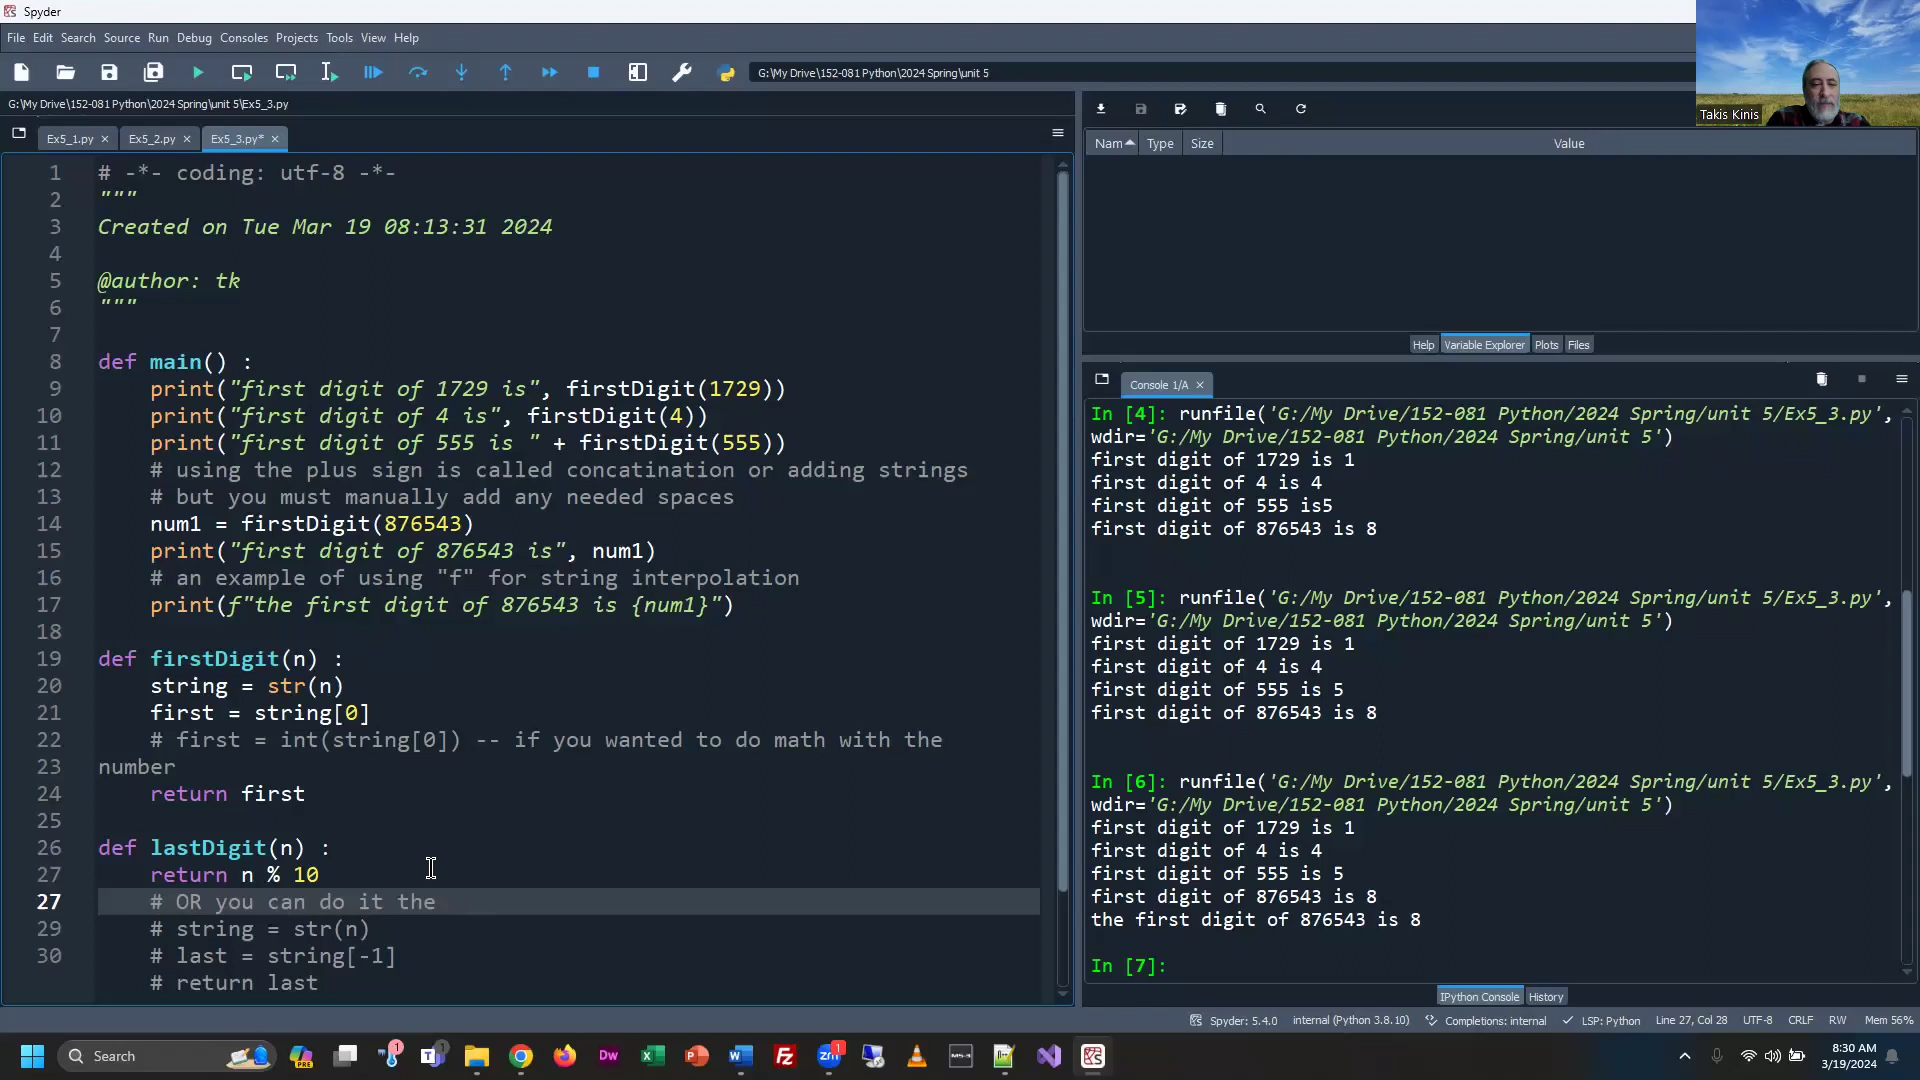 Spyder
File Edit Search Source Run Debug Consoles Projects Tools View Help
G:\My Drive\152-081 Python\2024 Spring\unit 5
Takis Kinis
G:\My Drive\152-081 Python\2024 Spring\unit 5\Ex5_3.py
Ex5_1.py Ex5_2.py Ex5_3.py*
1 # -*- coding: utf-8 -*-
2 """
3 Created on Tue Mar 19 08:13:31 2024
4
5 @author: tk
6 """
7
8 def main() :
9 print("first digit of 1729 is", firstDigit(1729))
10 print("first digit of 4 is", firstDigit(4))
11 print("first digit of 555 is " + firstDigit(555))
12 # using the plus sign is called concatination or adding strings
13 # but you must manually add any needed spaces
14 num1 = firstDigit(876543)
15 print("first digit of 876543 is", num1)
16 # an example of using "f" for string interpolation
17 print(f"the first digit of 876543 is {num1}")
18
19 def firstDigit(n) :
20 string = str(n)
21 first = string[0]
22 # first = int(string[0]) -- if you wanted to do math with the
23 number
24 return first
25
26 def lastDigit(n) :
27 return n % 10
27 # OR you can do it the
29 # string = str(n)
30 # last = string[-1]
# return last
Nam Type Size Value
Help Variable Explorer Plots Files
Console 1/A
In [4]: runfile('G:/My Drive/152-081 Python/2024 Spring/unit 5/Ex5_3.py',
wdir='G:/My Drive/152-081 Python/2024 Spring/unit 5')
first digit of 1729 is 1
first digit of 4 is 4
first digit of 555 is5
first digit of 876543 is 8
In [5]: runfile('G:/My Drive/152-081 Python/2024 Spring/unit 5/Ex5_3.py',
wdir='G:/My Drive/152-081 Python/2024 Spring/unit 5')
first digit of 1729 is 1
first digit of 4 is 4
first digit of 555 is 5
first digit of 876543 is 8
In [6]: runfile('G:/My Drive/152-081 Python/2024 Spring/unit 5/Ex5_3.py',
wdir='G:/My Drive/152-081 Python/2024 Spring/unit 5')
first digit of 1729 is 1
first digit of 4 is 4
first digit of 555 is 5
first digit of 876543 is 8
the first digit of 876543 is 8
In [7]:
IPython Console History
Spyder: 5.4.0 internal (Python 3.8.10) Completions: internal LSP: Python Line 27, Col 28 UTF-8 CRLF RW Mem 56%
Search
8:30 AM
3/19/2024